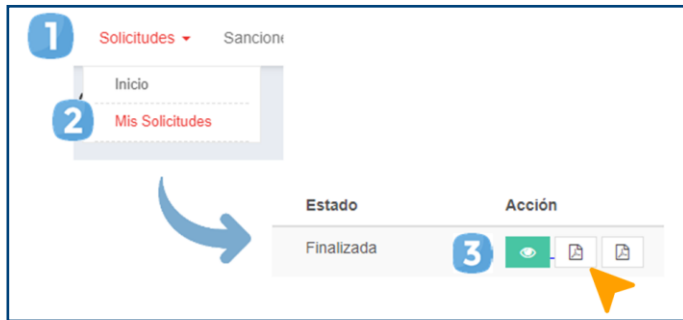 1 Solicitudes Sancione
Inicio
2 Mis Solicitudes
Estado Acción
Finalizada 3